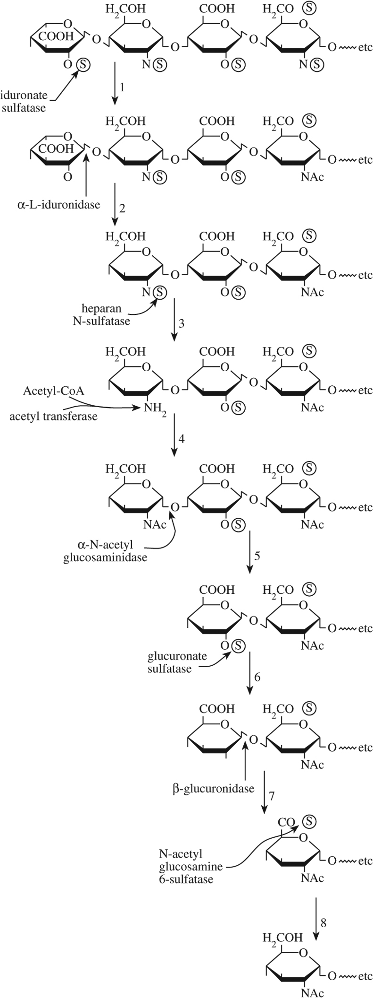 H2COH COOH H2CO Ⓢ
O O O O
COOH O O O O etc
O Ⓢ N Ⓢ O Ⓢ N Ⓢ
1
iduronate
sulfatase
H2COH COOH H2CO Ⓢ
O O O O
COOH O O O O etc
O N Ⓢ O Ⓢ NAc
α-L-iduronidase
2
H2COH COOH H2CO Ⓢ
O O O
O O O etc
N Ⓢ O Ⓢ NAc
heparan
N-sulfatase
3
H2COH COOH H2CO Ⓢ
O O O
Acetyl-CoA O O O etc
NH2 O Ⓢ NAc
acetyl transferase
4
H2COH COOH H2CO Ⓢ
O O O
O O O etc
NAc O Ⓢ NAc
α-N-acetyl
glucosaminidase
5
COOH H2CO Ⓢ
O O
O O etc
O Ⓢ NAc
glucuronate
sulfatase
6
COOH H2CO Ⓢ
O O
O O etc
NAc
β-glucuronidase
7
CO Ⓢ
O
N-acetyl
glucosamine O etc
6-sulfatase NAc
8
H2COH
O
O etc
NAc